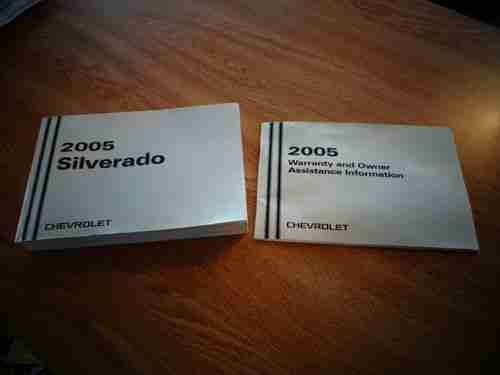 2005
Silverado
CHEVROLET
2005
Warranty and Owner
Assistance Information
CHEVROLET